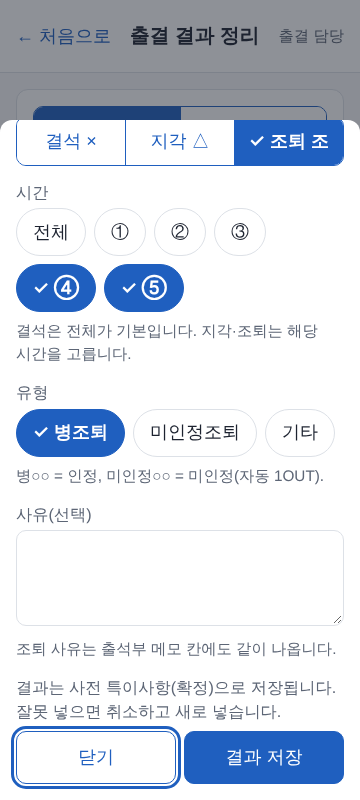 ← 처음으로 출결 결과 정리 출결 담당
결석 × 지각 △ ✓ 조퇴 조
시간
전체 ① ② ③
✓ ④ ✓ ⑤
결석은 전체가 기본입니다. 지각·조퇴는 해당
시간을 고릅니다.
유형
✓ 병조퇴 미인정조퇴 기타
병○○ = 인정, 미인정○○ = 미인정(자동 1OUT).
사유(선택)
조퇴 사유는 출석부 메모 칸에도 같이 나옵니다.
결과는 사전 특이사항(확정)으로 저장됩니다.
잘못 넣으면 취소하고 새로 넣습니다.
닫기 결과 저장